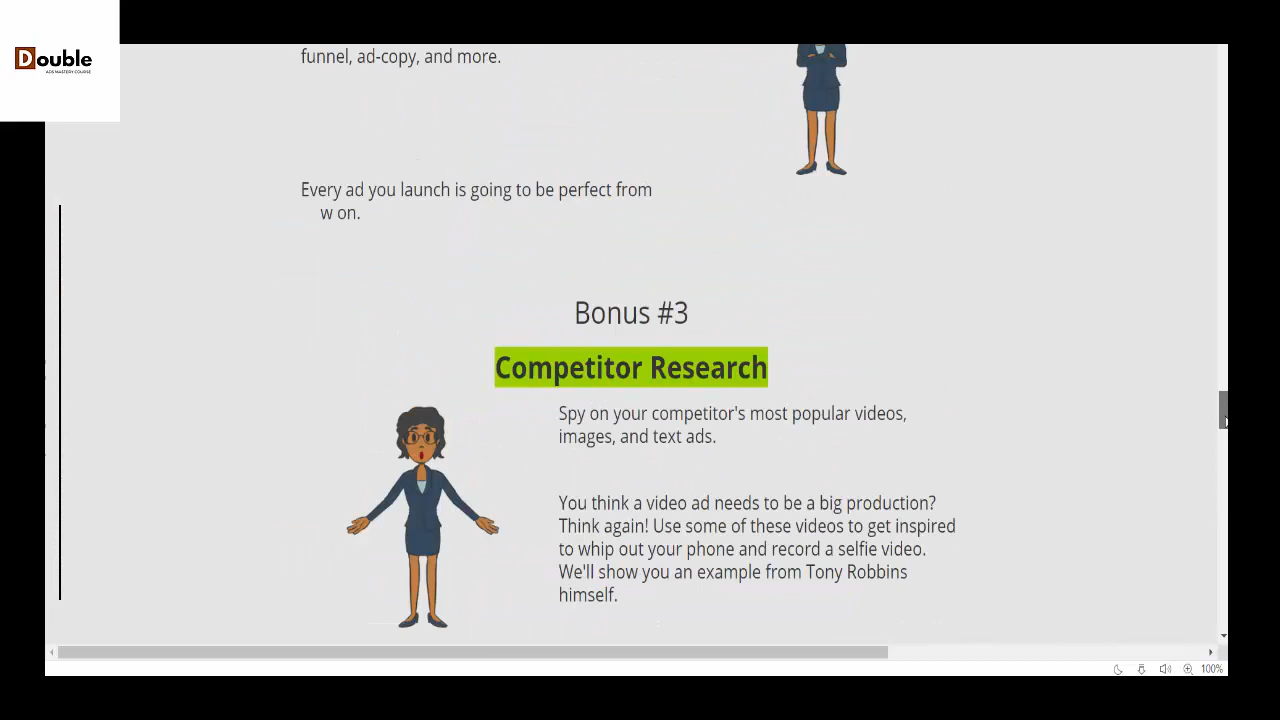 Double
ADS MASTERY COURSE
funnel, ad-copy, and more.
Every ad you launch is going to be perfect from
w on.
Bonus #3
Competitor Research
Spy on your competitor's most popular videos,
images, and text ads.
You think a video ad needs to be a big production?
Think again! Use some of these videos to get inspired
to whip out your phone and record a selfie video.
We'll show you an example from Tony Robbins
himself.
100%